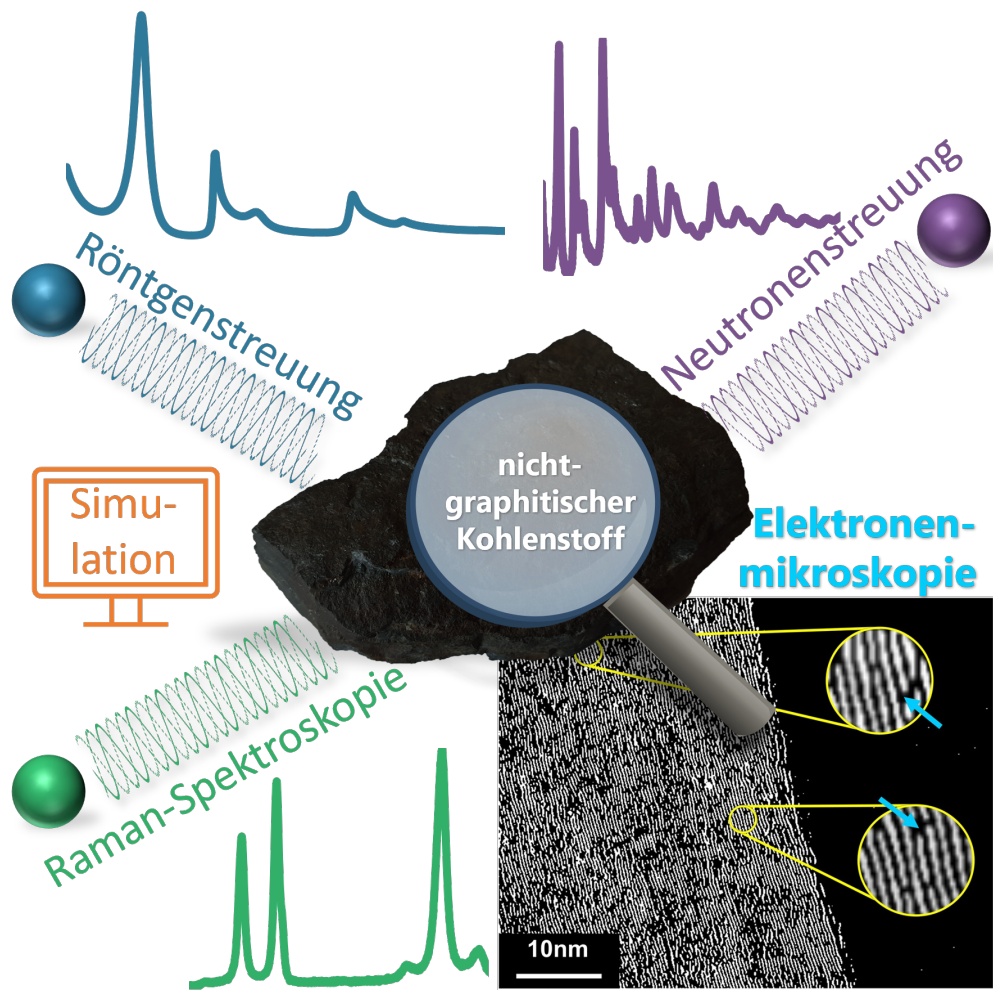 Röntgenstreuung
Neutronenstreuung
nicht-
graphitischer
Kohlenstoff
Simu-
lation
Elektronen-
mikroskopie
Raman-Spektroskopie
10nm